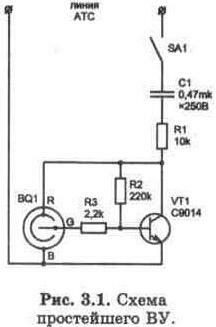 линия
АТС
SA1
C1
0,47mk
×250В
R1
10k
R2
220k
R3
2,2k
VT1
C9014
BQ1
R
G
B
Рис. 3.1. Схема
простейшего ВУ.